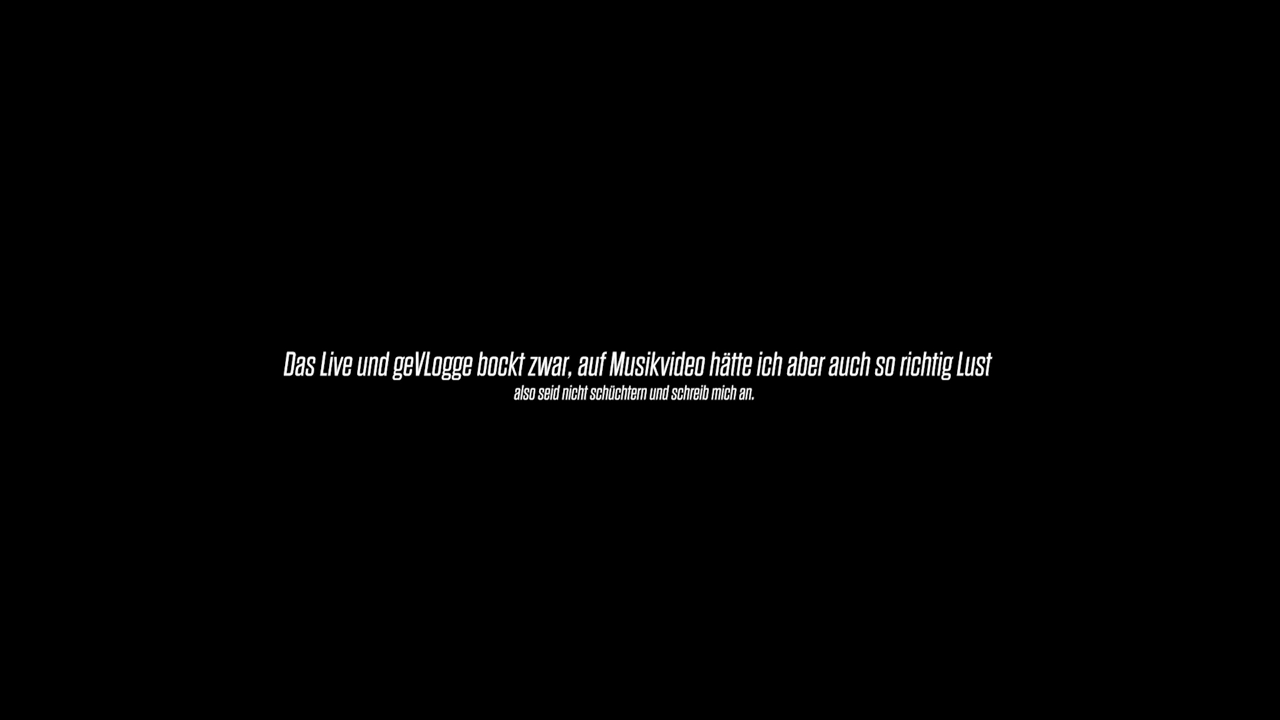 Das Live und geVLogge bockt zwar, auf Musikvideo hätte ich aber auch so richtig Lust
also seid nicht schüchtern und schreib mich an.